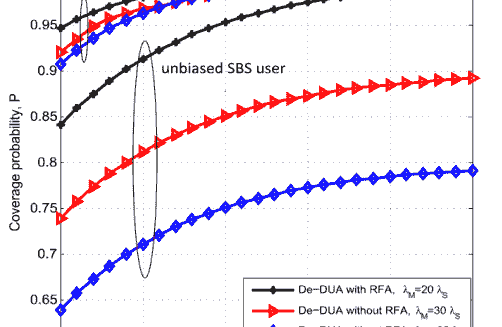 0.95
unbiased SBS user
0.9
0.85
0.8
0.75
0.7
0.65
Coverage probability, P
De−DUA with RFA, λM=20 λS
De−DUA without RFA, λM=30 λS